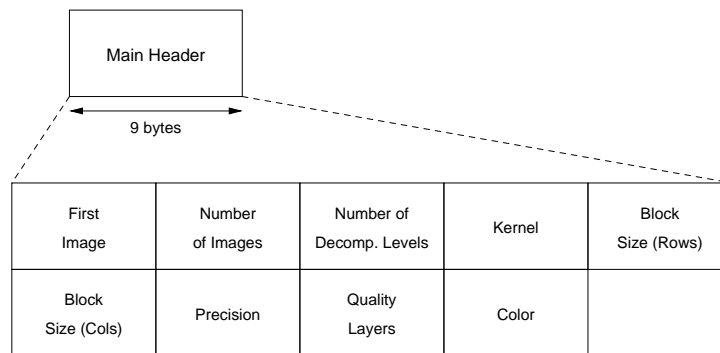 Main Header
9 bytes
First
Image
Number
of Images
Number of
Decomp. Levels
Kernel
Block
Size (Rows)
Block
Size (Cols)
Precision
Quality
Layers
Color